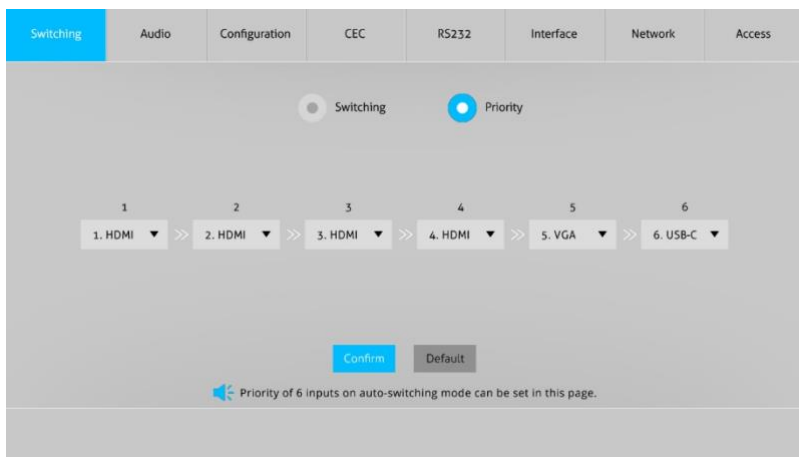 Switching Audio Configuration CEC RS232 Interface Network Access
Switching Priority
1 2 3 4 5 6
1. HDMI 2. HDMI 3. HDMI 4. HDMI 5. VGA 6. USB-C
Confirm Default
Priority of 6 inputs on auto-switching mode can be set in this page.